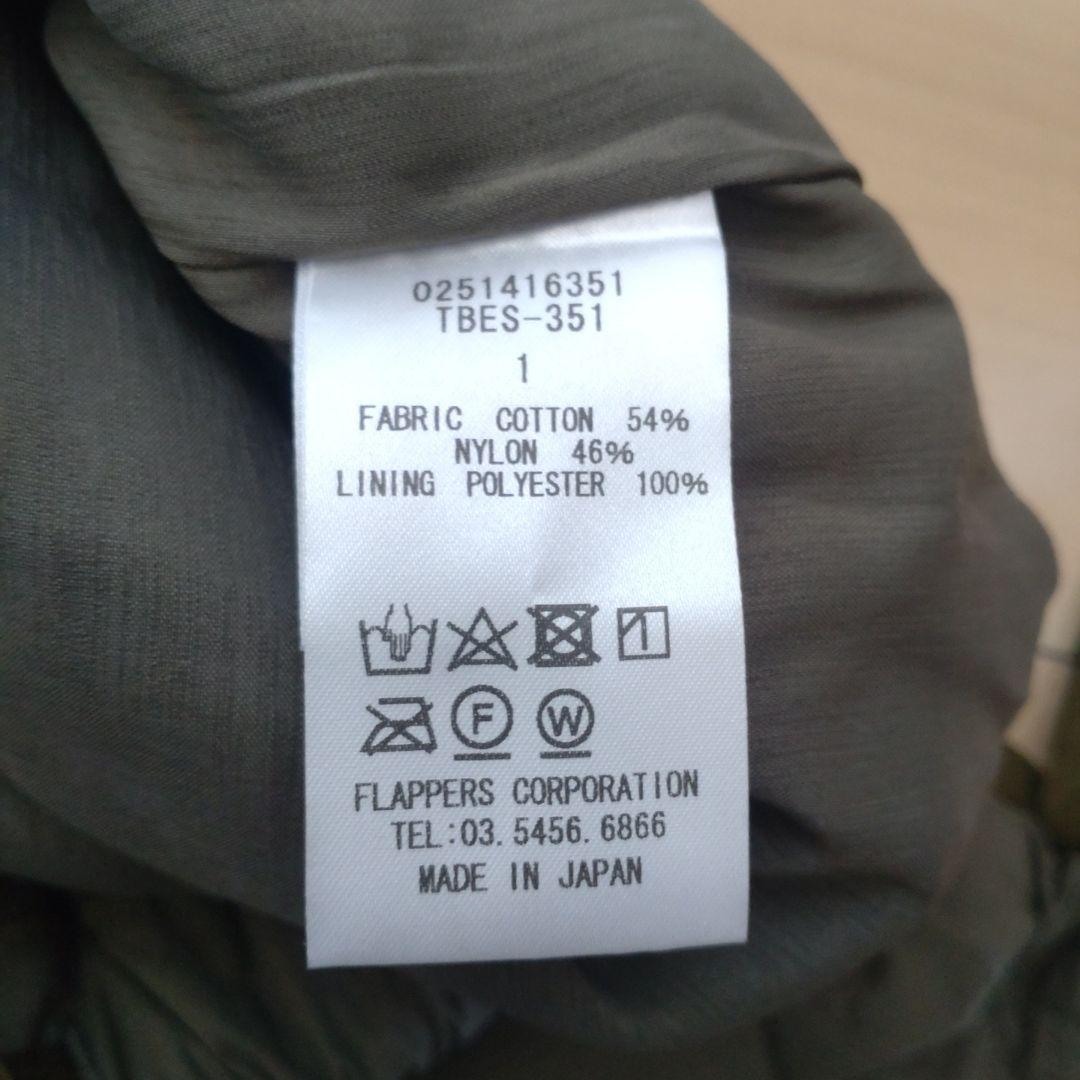 0251416351
TBES-351
1
FABRIC COTTON 54%
NYLON 46%
LINING POLYESTER 100%
F W
FLAPPERS CORPORATION
TEL:03.5456.6866
MADE IN JAPAN